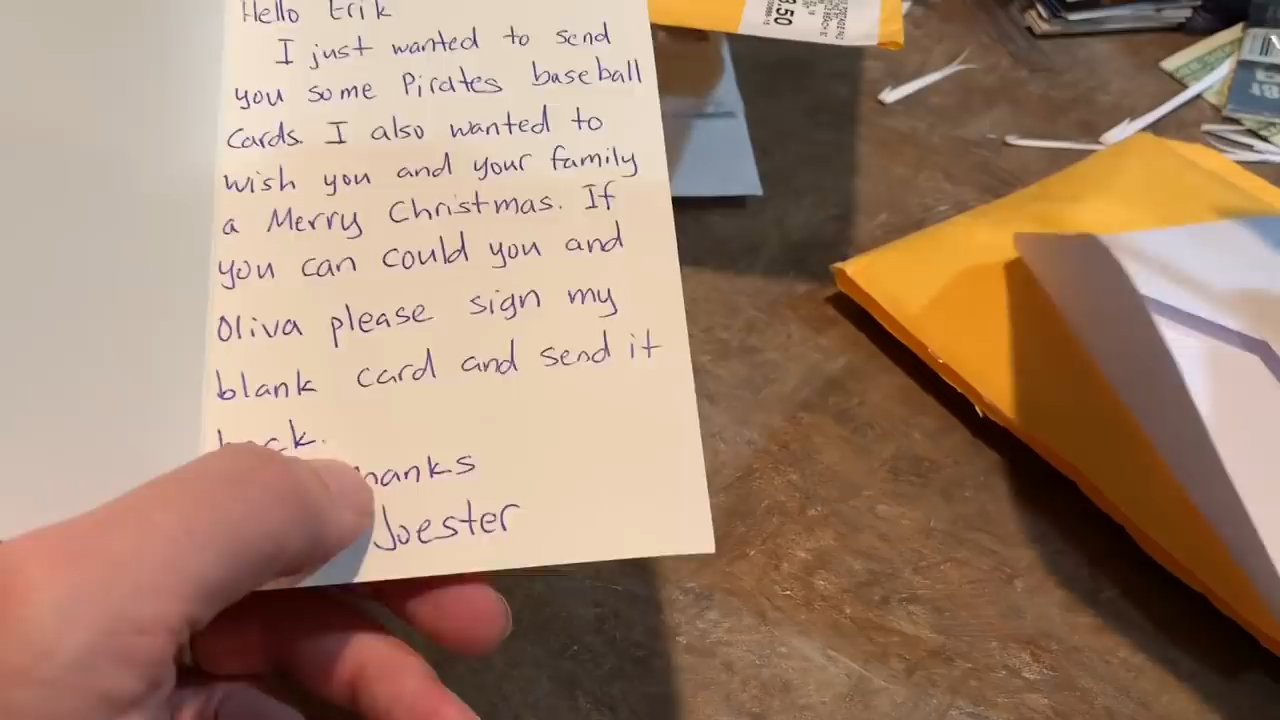 Hello Erik
I just wanted to send
you some Pirates baseball
Cards. I also wanted to
wish you and your family
a Merry Christmas. If
you can could you and
Oliva please sign my
blank card and send it
Joester